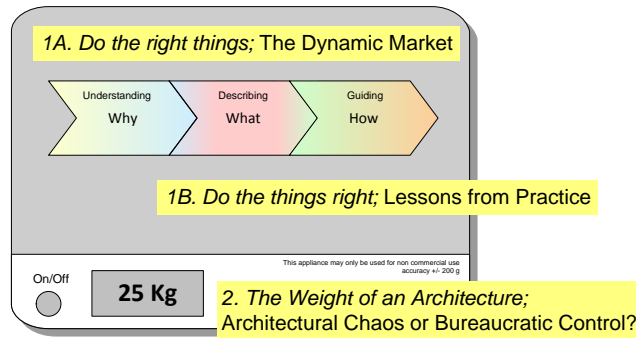 1A. Do the right things; The Dynamic Market
Understanding
Why
Describing
What
Guiding
How
1B. Do the things right; Lessons from Practice
This appliance may only be used for non commercial use
accuracy +/- 200 g
On/Off
25 Kg
2. The Weight of an Architecture;
Architectural Chaos or Bureaucratic Control?